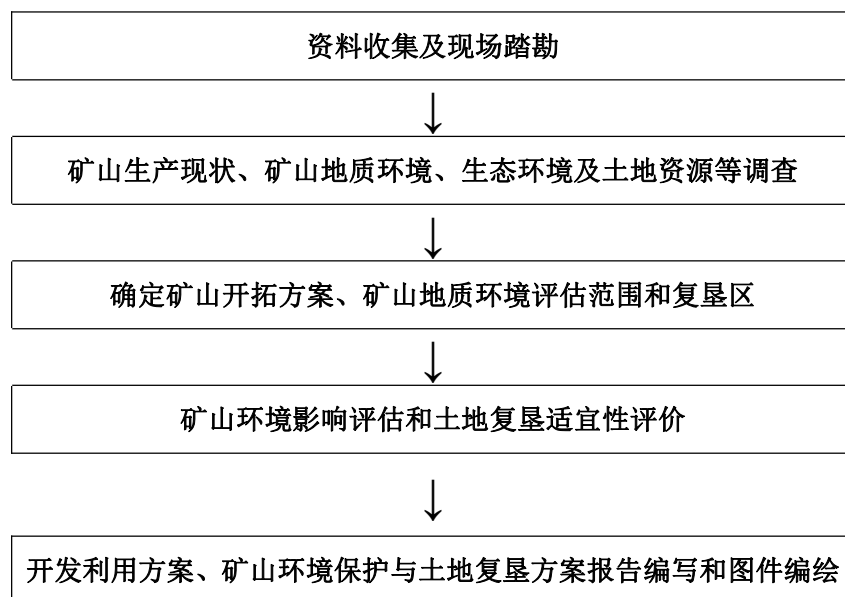 资料收集及现场踏勘
矿山生产现状、矿山地质环境、生态环境及土地资源等调查
确定矿山开拓方案、矿山地质环境评估范围和复垦区
矿山环境影响评估和土地复垦适宜性评价
开发利用方案、矿山环境保护与土地复垦方案报告编写和图件编绘